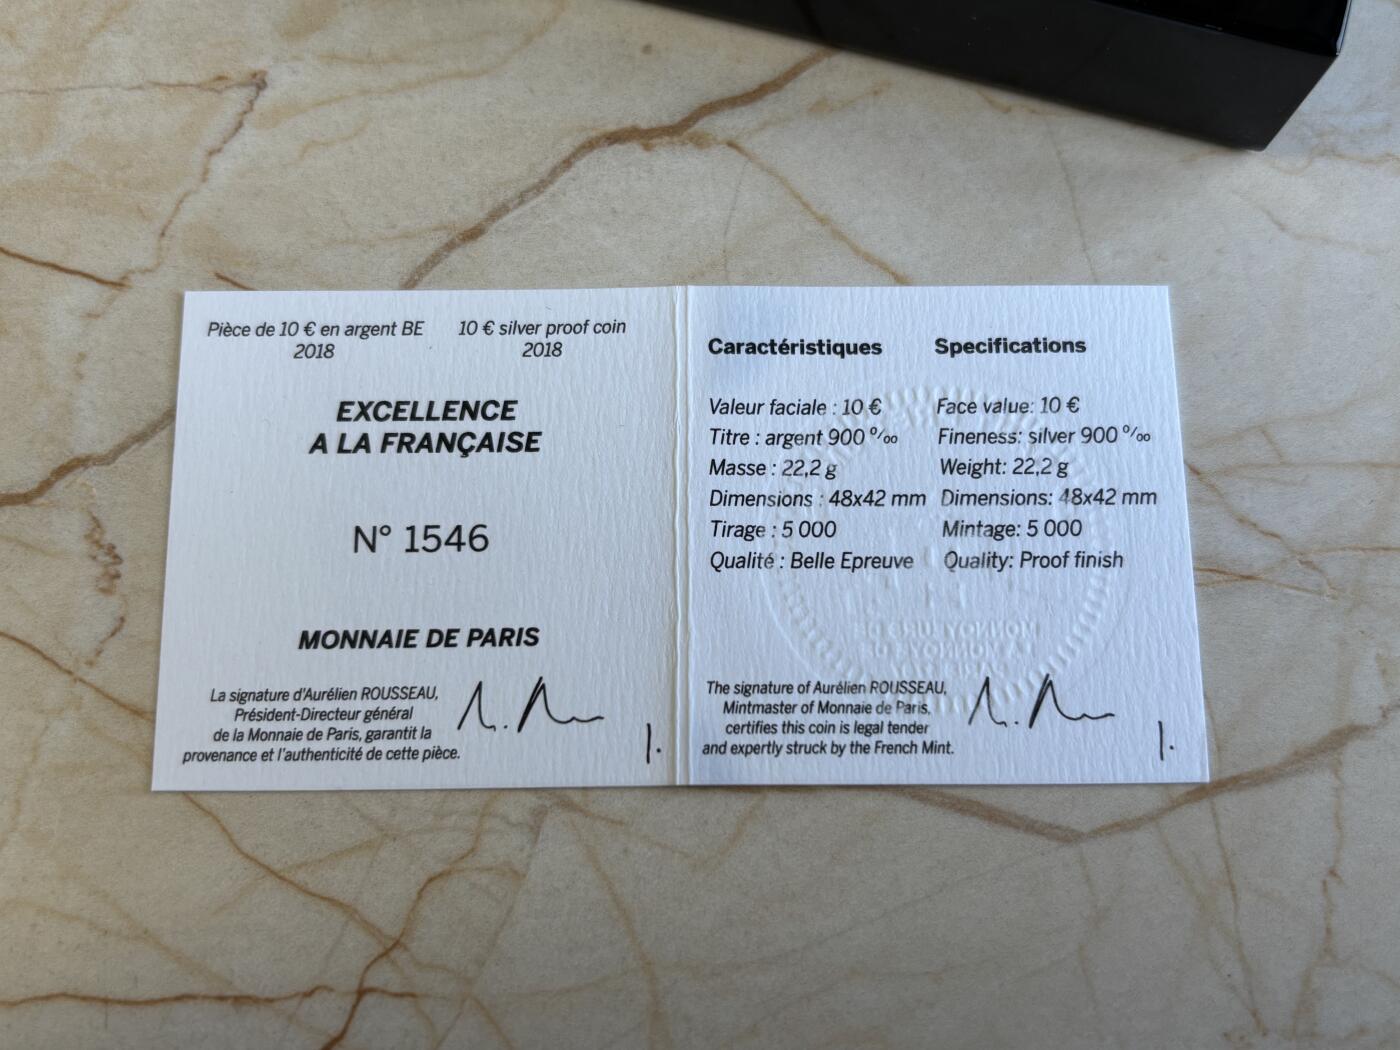 Pièce de 10 € en argent BE
2018
10 € silver proof coin
2018
EXCELLENCE
A LA FRANÇAISE
N° 1546
MONNAIE DE PARIS
La signature d'Aurélien ROUSSEAU,
Président-Directeur général
de la Monnaie de Paris, garantit la
provenance et l'authenticité de cette pièce.
Caractéristiques
Valeur faciale : 10 €
Titre : argent 900 ‰
Masse : 22,2 g
Dimensions : 48x42 mm
Tirage : 5 000
Qualité : Belle Epreuve
Specifications
Face value: 10 €
Fineness: silver 900 ‰
Weight: 22,2 g
Dimensions: 48x42 mm
Mintage: 5 000
Quality: Proof finish
The signature of Aurélien ROUSSEAU,
Mintmaster of Monnaie de Paris,
certifies this coin is legal tender
and expertly struck by the French Mint.